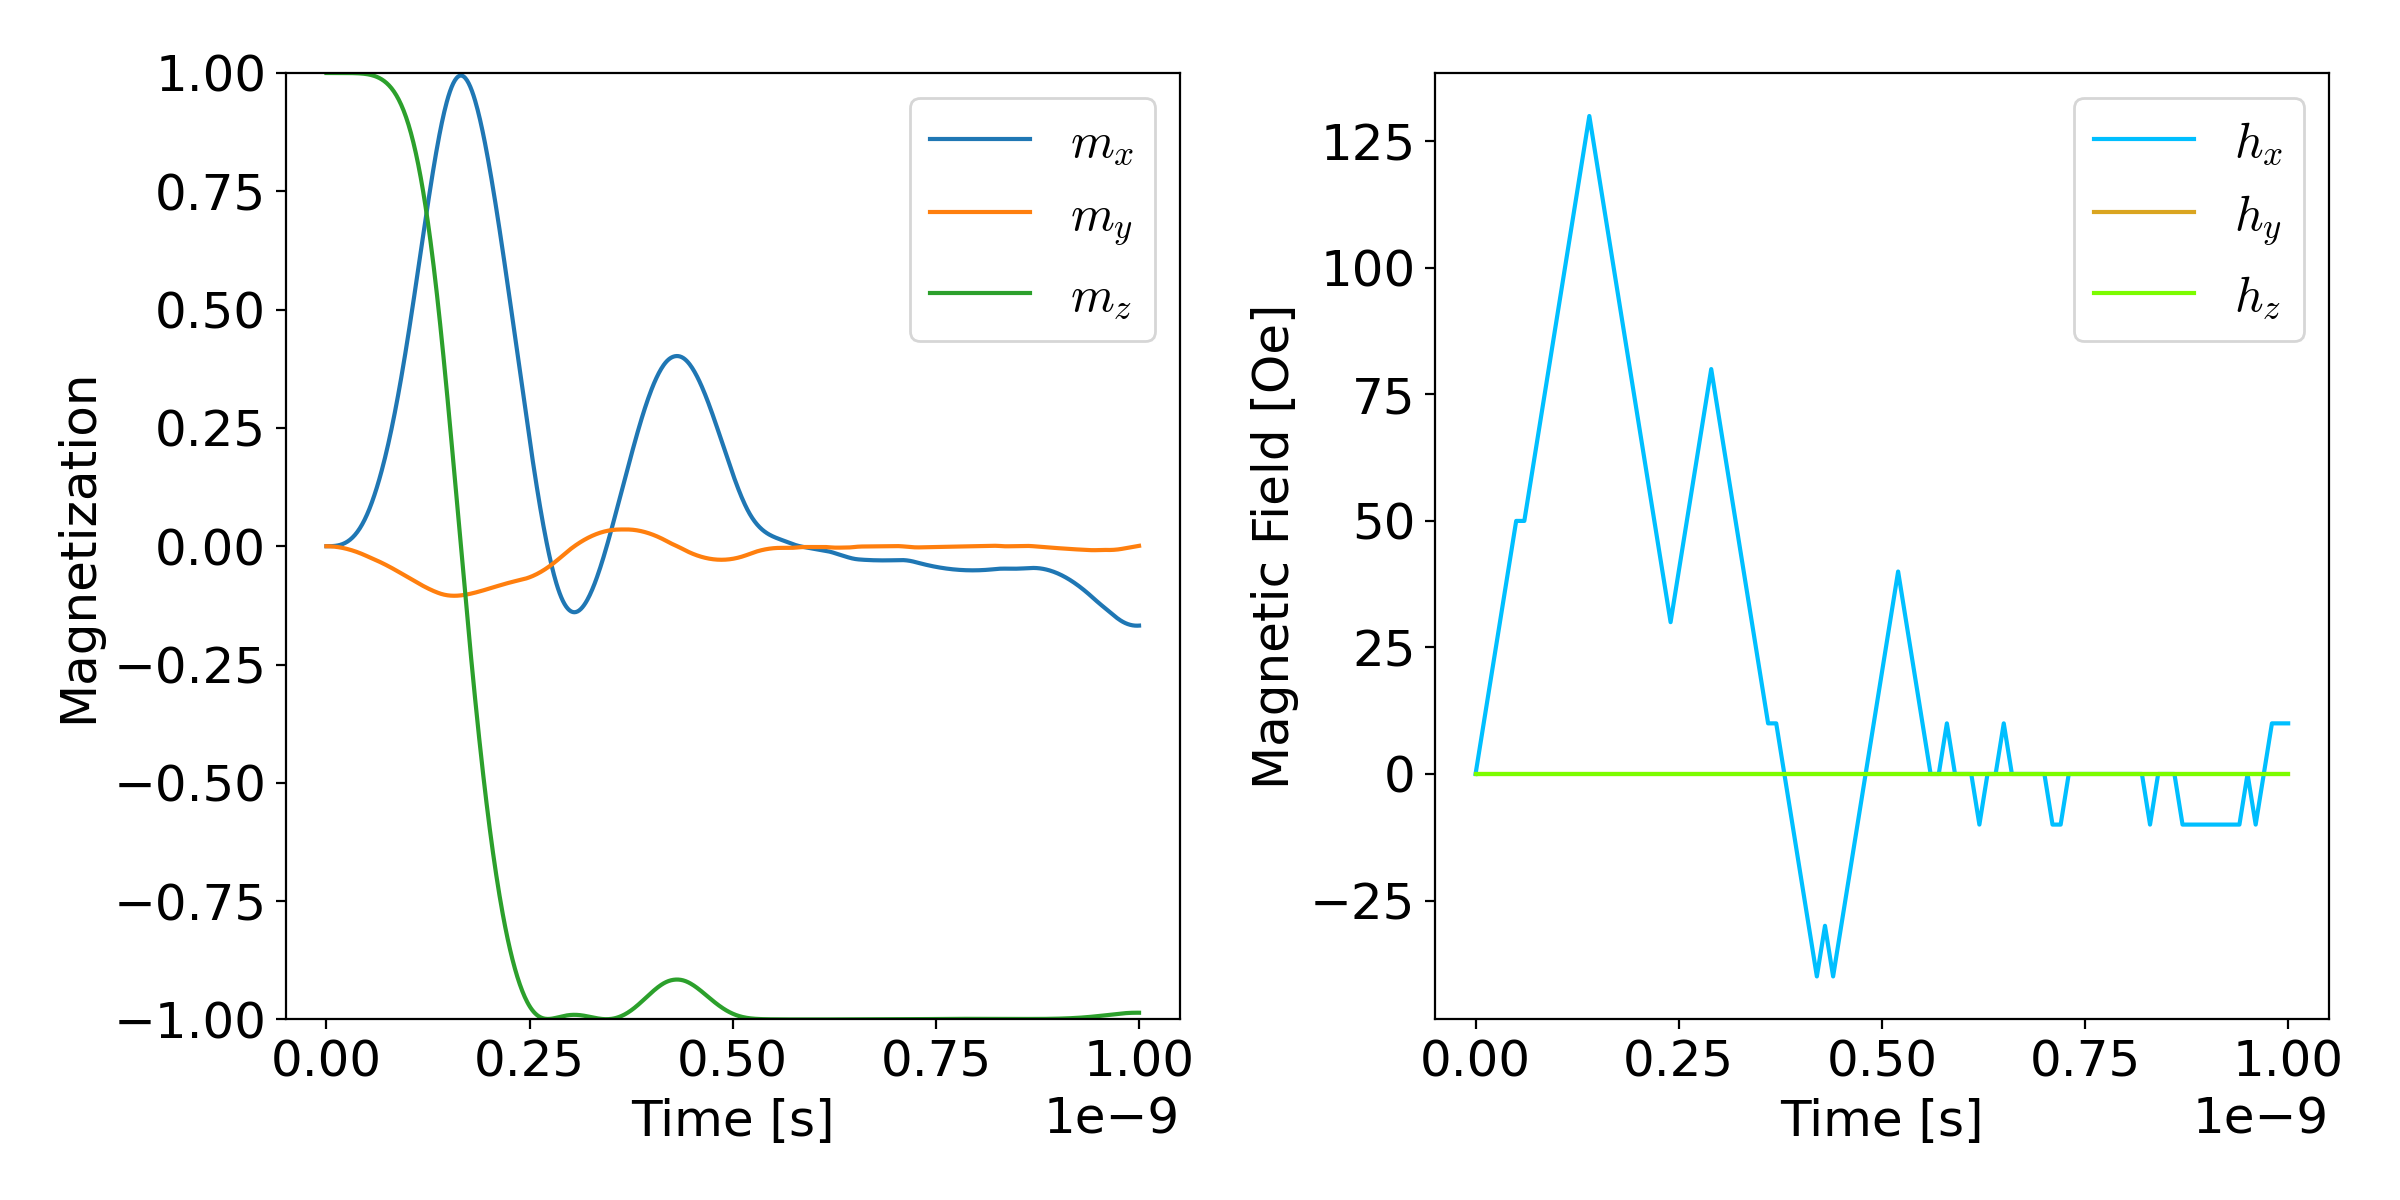 Magnetization
1.00
0.75
0.50
0.25
0.00
−0.25
−0.50
−0.75
−1.00
0.00 0.25 0.50 0.75 1.00
Time [s]
1e−9
m_x
m_y
m_z
Magnetic Field [Oe]
125
100
75
50
25
0
−25
0.00 0.25 0.50 0.75 1.00
Time [s]
1e−9
h_x
h_y
h_z